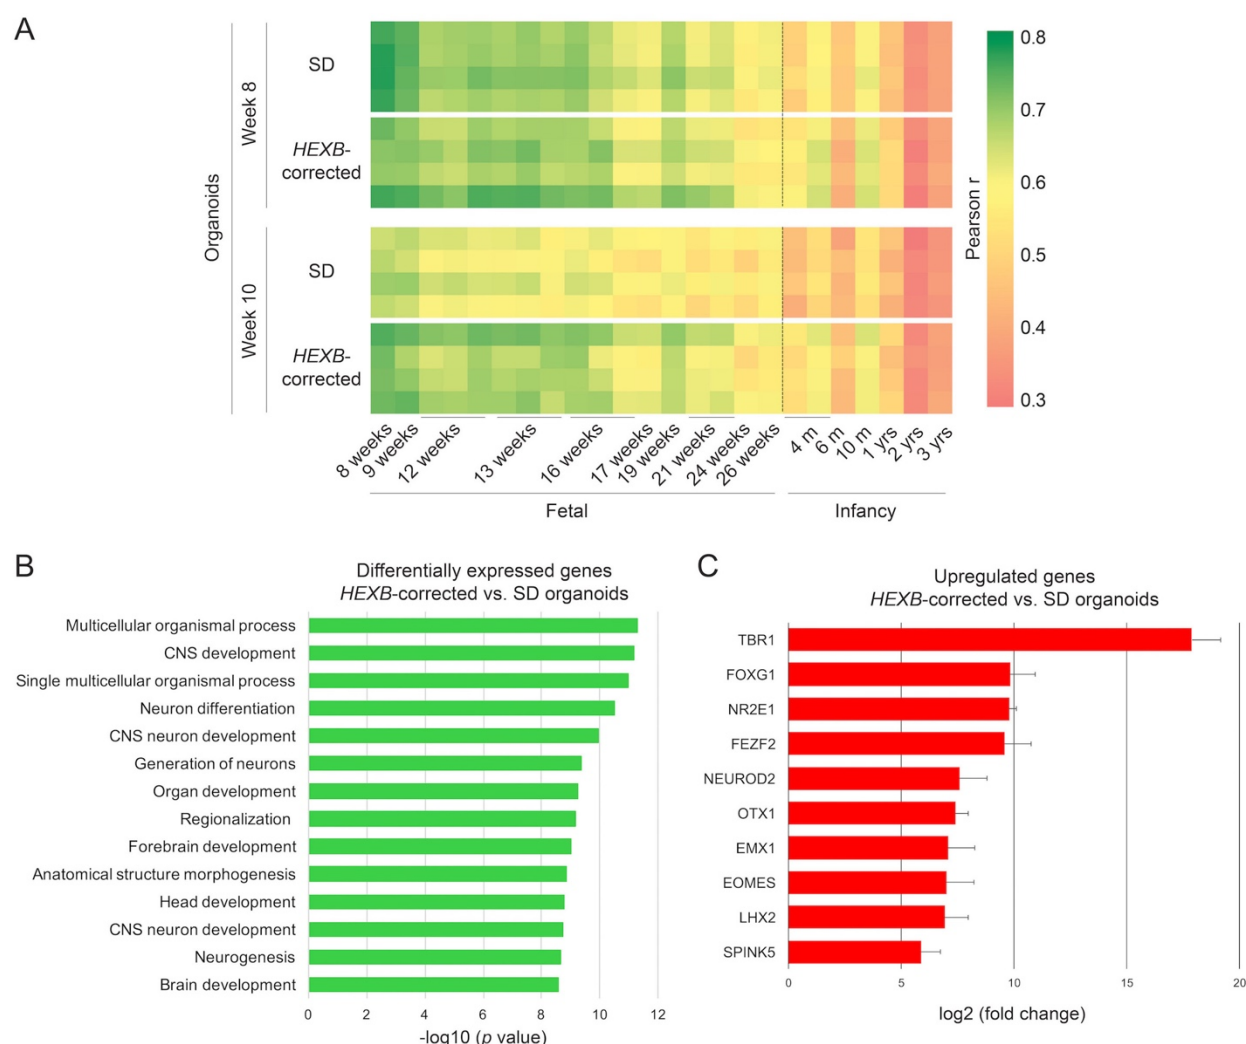 A
Organoids
Week 8
SD
HEXB-
corrected
Week 10
SD
HEXB-
corrected
Pearson r
0.8
0.7
0.6
0.5
0.4
0.3
8 weeks
9 weeks
12 weeks
13 weeks
16 weeks
17 weeks
19 weeks
21 weeks
24 weeks
26 weeks
4 m
6 m
10 m
1 yrs
2 yrs
3 yrs
Fetal
Infancy
B
Differentially expressed genes
HEXB-corrected vs. SD organoids
Multicellular organismal process
CNS development
Single multicellular organismal process
Neuron differentiation
CNS neuron development
Generation of neurons
Organ development
Regionalization
Forebrain development
Anatomical structure morphogenesis
Head development
CNS neuron development
Neurogenesis
Brain development
0 2 4 6 8 10 12
-log10 (p value)
C
Upregulated genes
HEXB-corrected vs. SD organoids
TBR1
FOXG1
NR2E1
FEZF2
NEUROD2
OTX1
EMX1
EOMES
LHX2
SPINK5
0 5 10 15 20
log2 (fold change)